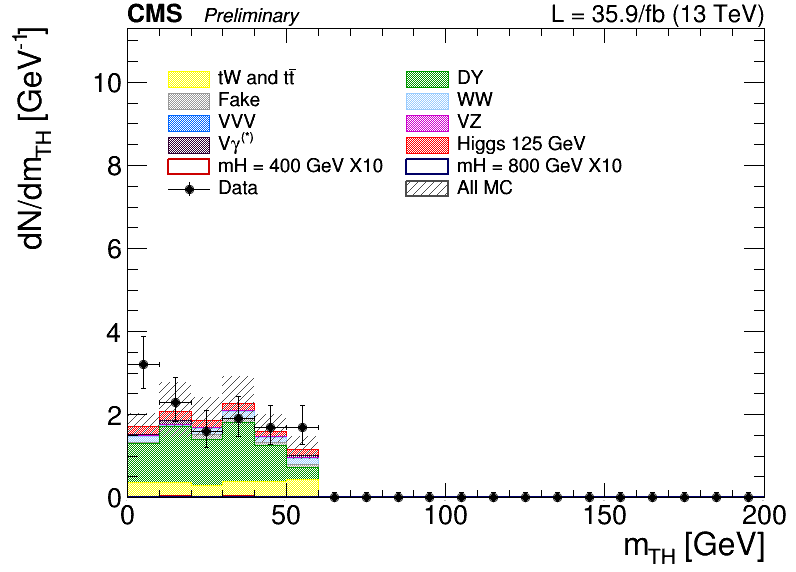 CMS Preliminary L = 35.9/fb (13 TeV)
dN/dm_TH [GeV^-1]
10
8
6
4
2
0
tW and tt̄ DY
Fake WW
VVV VZ
Vγ^(*) Higgs 125 GeV
mH = 400 GeV X10 mH = 800 GeV X10
Data All MC
0 50 100 150 200
m_TH [GeV]